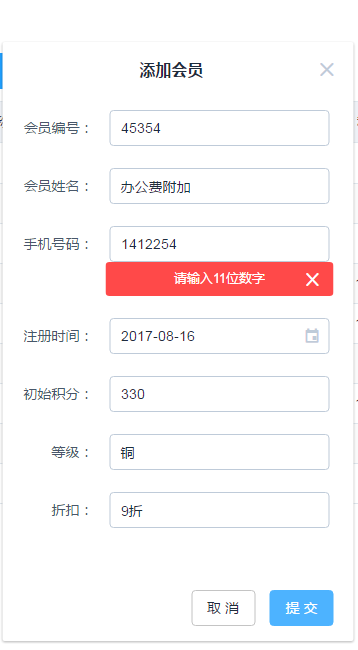 添加会员
会员编号： 45354
会员姓名： 办公费附加
手机号码： 1412254
请输入11位数字
注册时间： 2017-08-16
初始积分： 330
等级： 铜
折扣： 9折
取 消 提 交